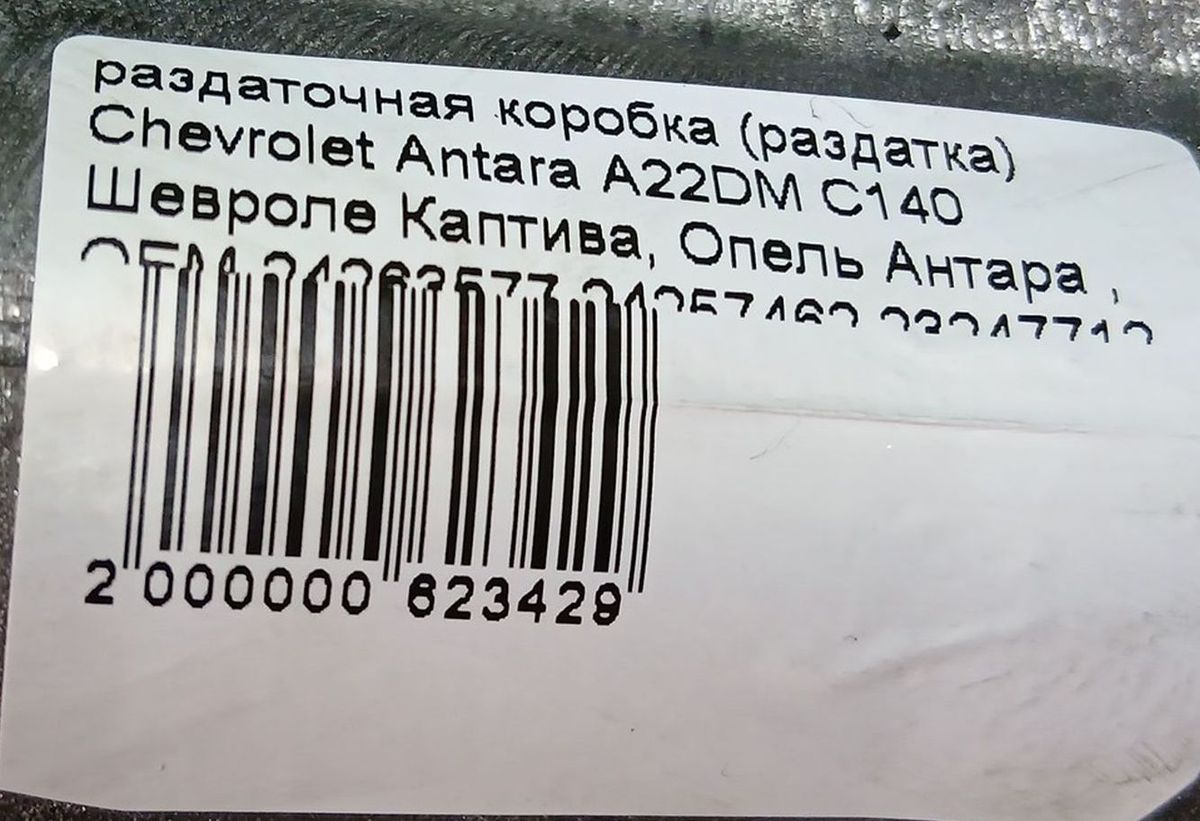 раздаточная коробка (раздатка)
Chevrolet Antara A22DM C140
Шевроле Каптива, Опель Антара ,
2 000000 623429